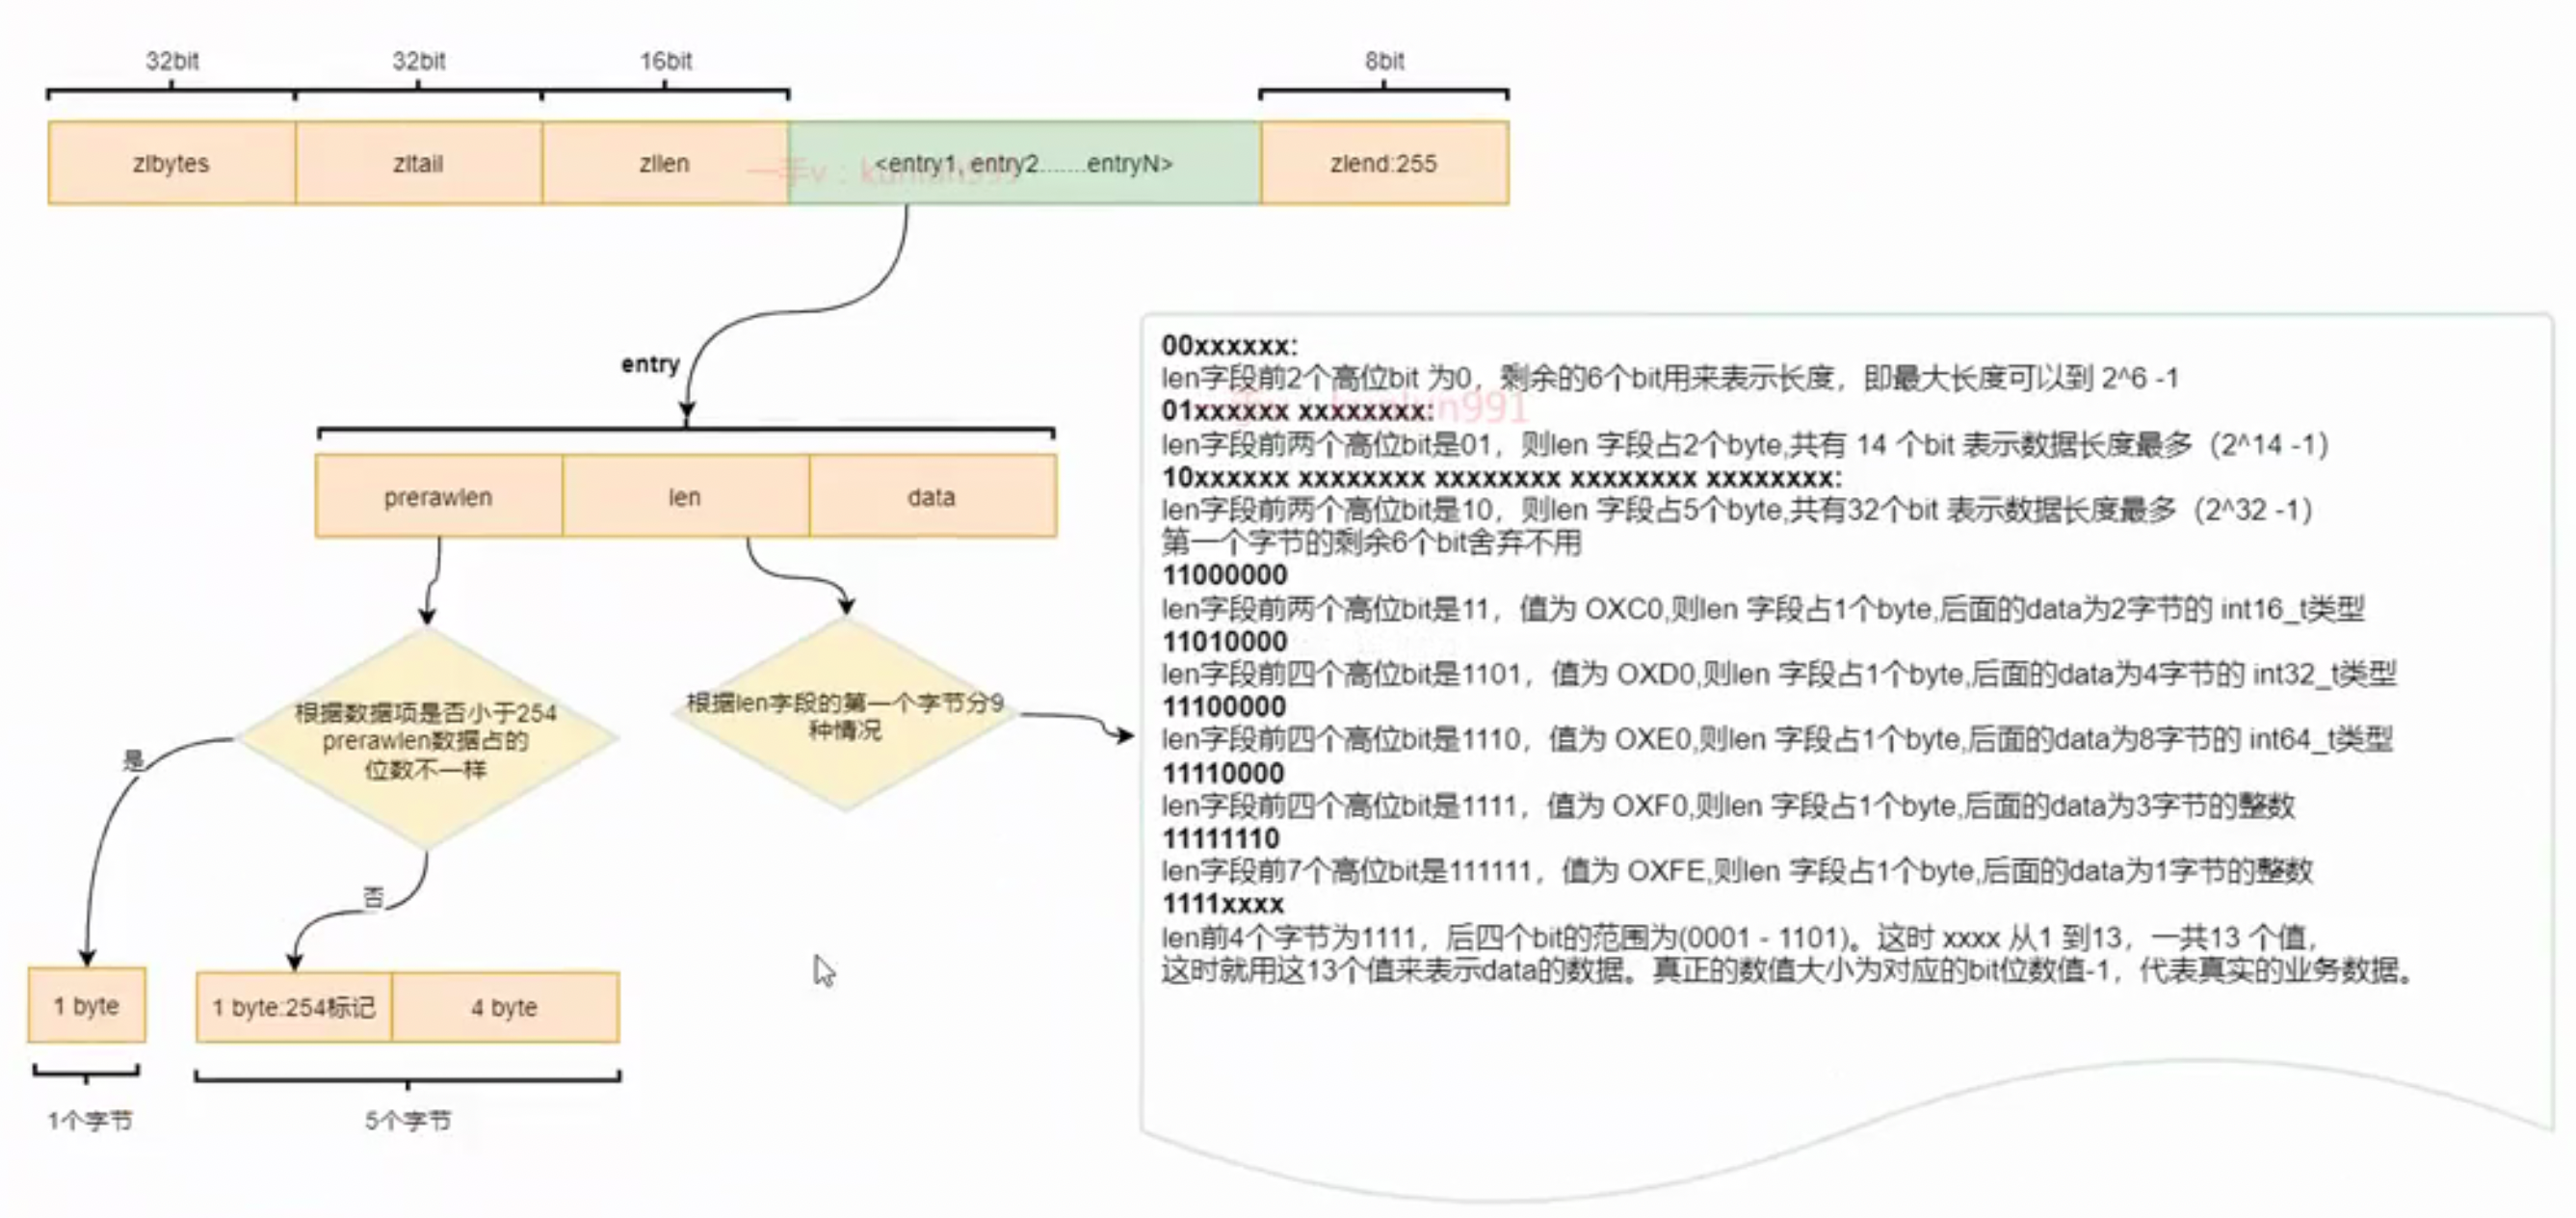 32bit
32bit
16bit
8bit
zlbytes
zltail
zllen
<entry1, entry2.......entryN>
zlend:255
一手v：kunlun991
entry
prerawlen
len
data
根据数据项是否小于254
prerawlen数据占的
位数不一样
根据len字段的第一个字节分9
种情况
是
否
1 byte
1 byte:254标记
4 byte
1个字节
5个字节
00xxxxxx:
len字段前2个高位bit 为0，剩余的6个bit用来表示长度，即最大长度可以到 2^6 -1
kunlun991
01xxxxxx xxxxxxxx:
len字段前两个高位bit是01，则len 字段占2个byte,共有 14 个bit 表示数据长度最多（2^14 -1）
10xxxxxx xxxxxxxx xxxxxxxx xxxxxxxx xxxxxxxx:
len字段前两个高位bit是10，则len 字段占5个byte,共有32个bit 表示数据长度最多（2^32 -1）
第一个字节的剩余6个bit舍弃不用
11000000
len字段前两个高位bit是11，值为 OXC0,则len 字段占1个byte,后面的data为2字节的 int16_t类型
11010000
len字段前四个高位bit是1101，值为 OXD0,则len 字段占1个byte,后面的data为4字节的 int32_t类型
11100000
len字段前四个高位bit是1110，值为 OXE0,则len 字段占1个byte,后面的data为8字节的 int64_t类型
11110000
len字段前四个高位bit是1111，值为 OXF0,则len 字段占1个byte,后面的data为3字节的整数
11111110
len字段前7个高位bit是111111，值为 OXFE,则len 字段占1个byte,后面的data为1字节的整数
1111xxxx
len前4个字节为1111，后四个bit的范围为(0001 - 1101)。这时 xxxx 从1 到13，一共13 个值，
这时就用这13个值来表示data的数据。真正的数值大小为对应的bit位数值-1，代表真实的业务数据。